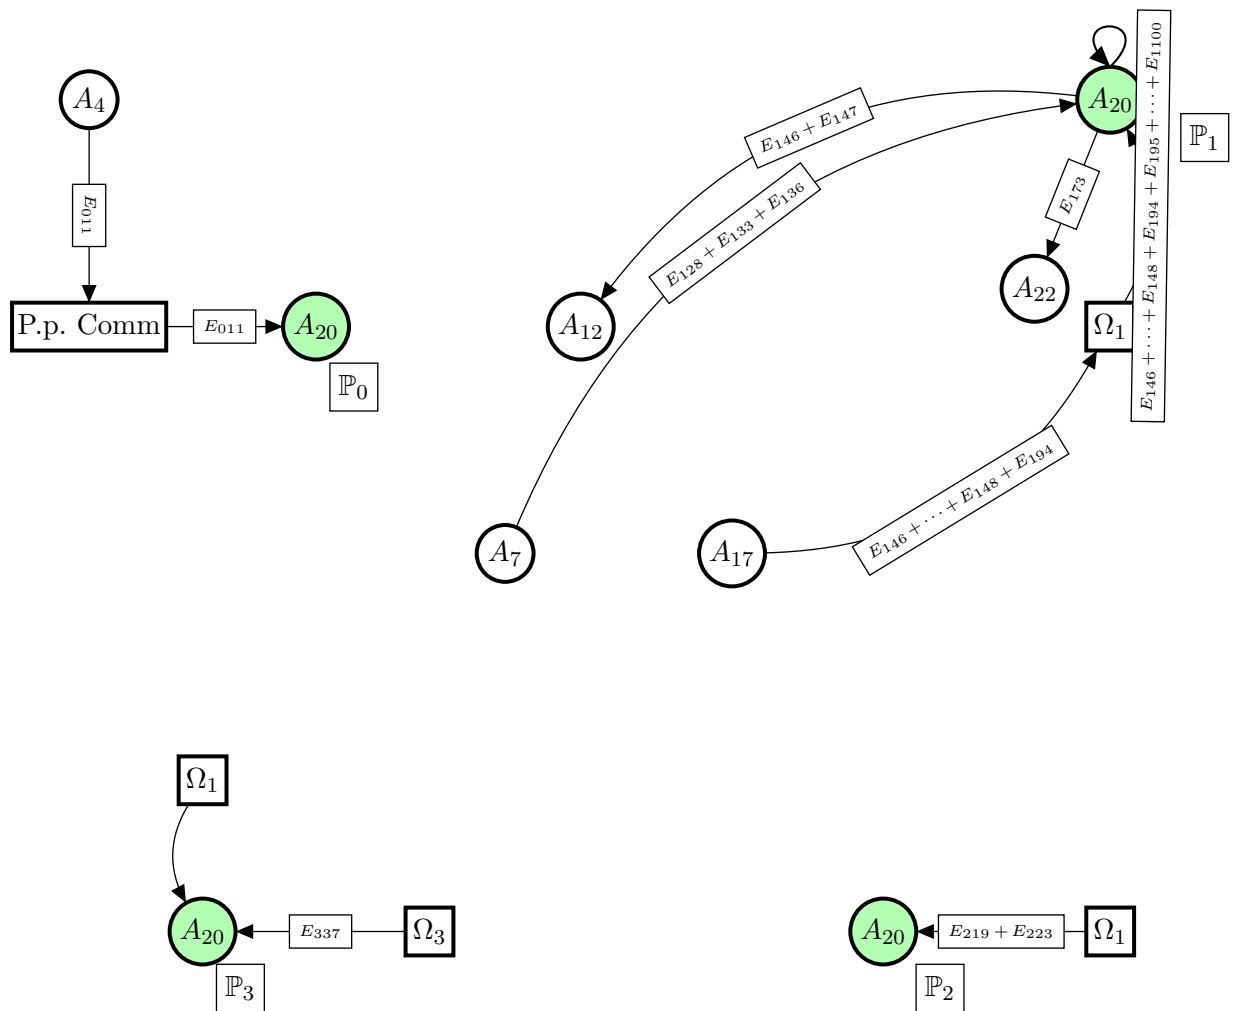 A₄
E₀₁₁
P.p. Comm
E₀₁₁
A₂₀
ℙ₀
E₁₄₆ + E₁₄₇
E₁₂₈ + E₁₃₃ + E₁₃₆
A₁₂
A₇
A₁₇
E₁₄₆ + ⋯ + E₁₄₈ + E₁₉₄
A₂₀
E₁₇₃
A₂₂
Ω₁
E₁₄₆ + ⋯ + E₁₄₈ + E₁₉₄ + E₁₉₅ + ⋯ + E₁₁₀₀
ℙ₁
Ω₁
A₂₀
E₃₃₇
Ω₃
ℙ₃
A₂₀
E₂₁₉ + E₂₂₃
Ω₁
ℙ₂